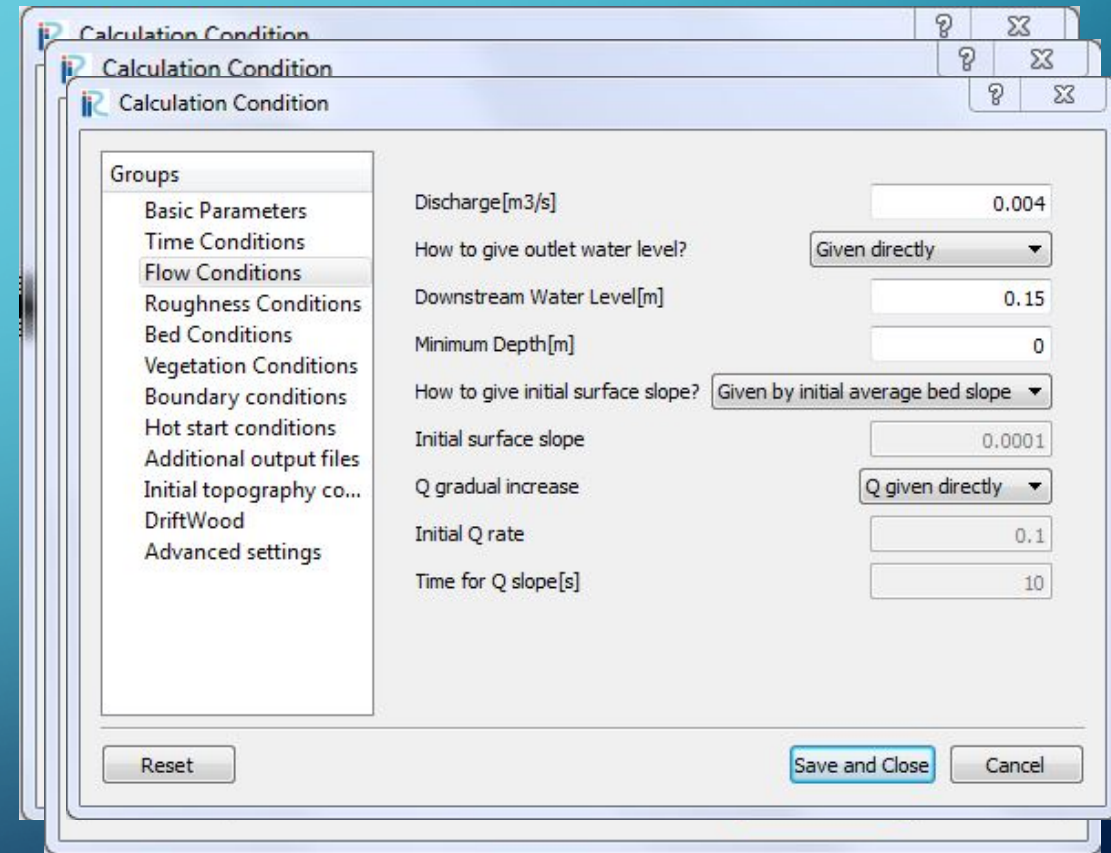 Calculation Condition
Calculation Condition
Calculation Condition
Groups
Basic Parameters
Time Conditions
Flow Conditions
Roughness Conditions
Bed Conditions
Vegetation Conditions
Boundary conditions
Hot start conditions
Additional output files
Initial topography co...
DriftWood
Advanced settings
Discharge[m3/s] 0.004
How to give outlet water level? Given directly
Downstream Water Level[m] 0.15
Minimum Depth[m] 0
How to give initial surface slope? Given by initial average bed slope
Initial surface slope 0.0001
Q gradual increase Q given directly
Initial Q rate 0.1
Time for Q slope[s] 10
Reset Save and Close Cancel